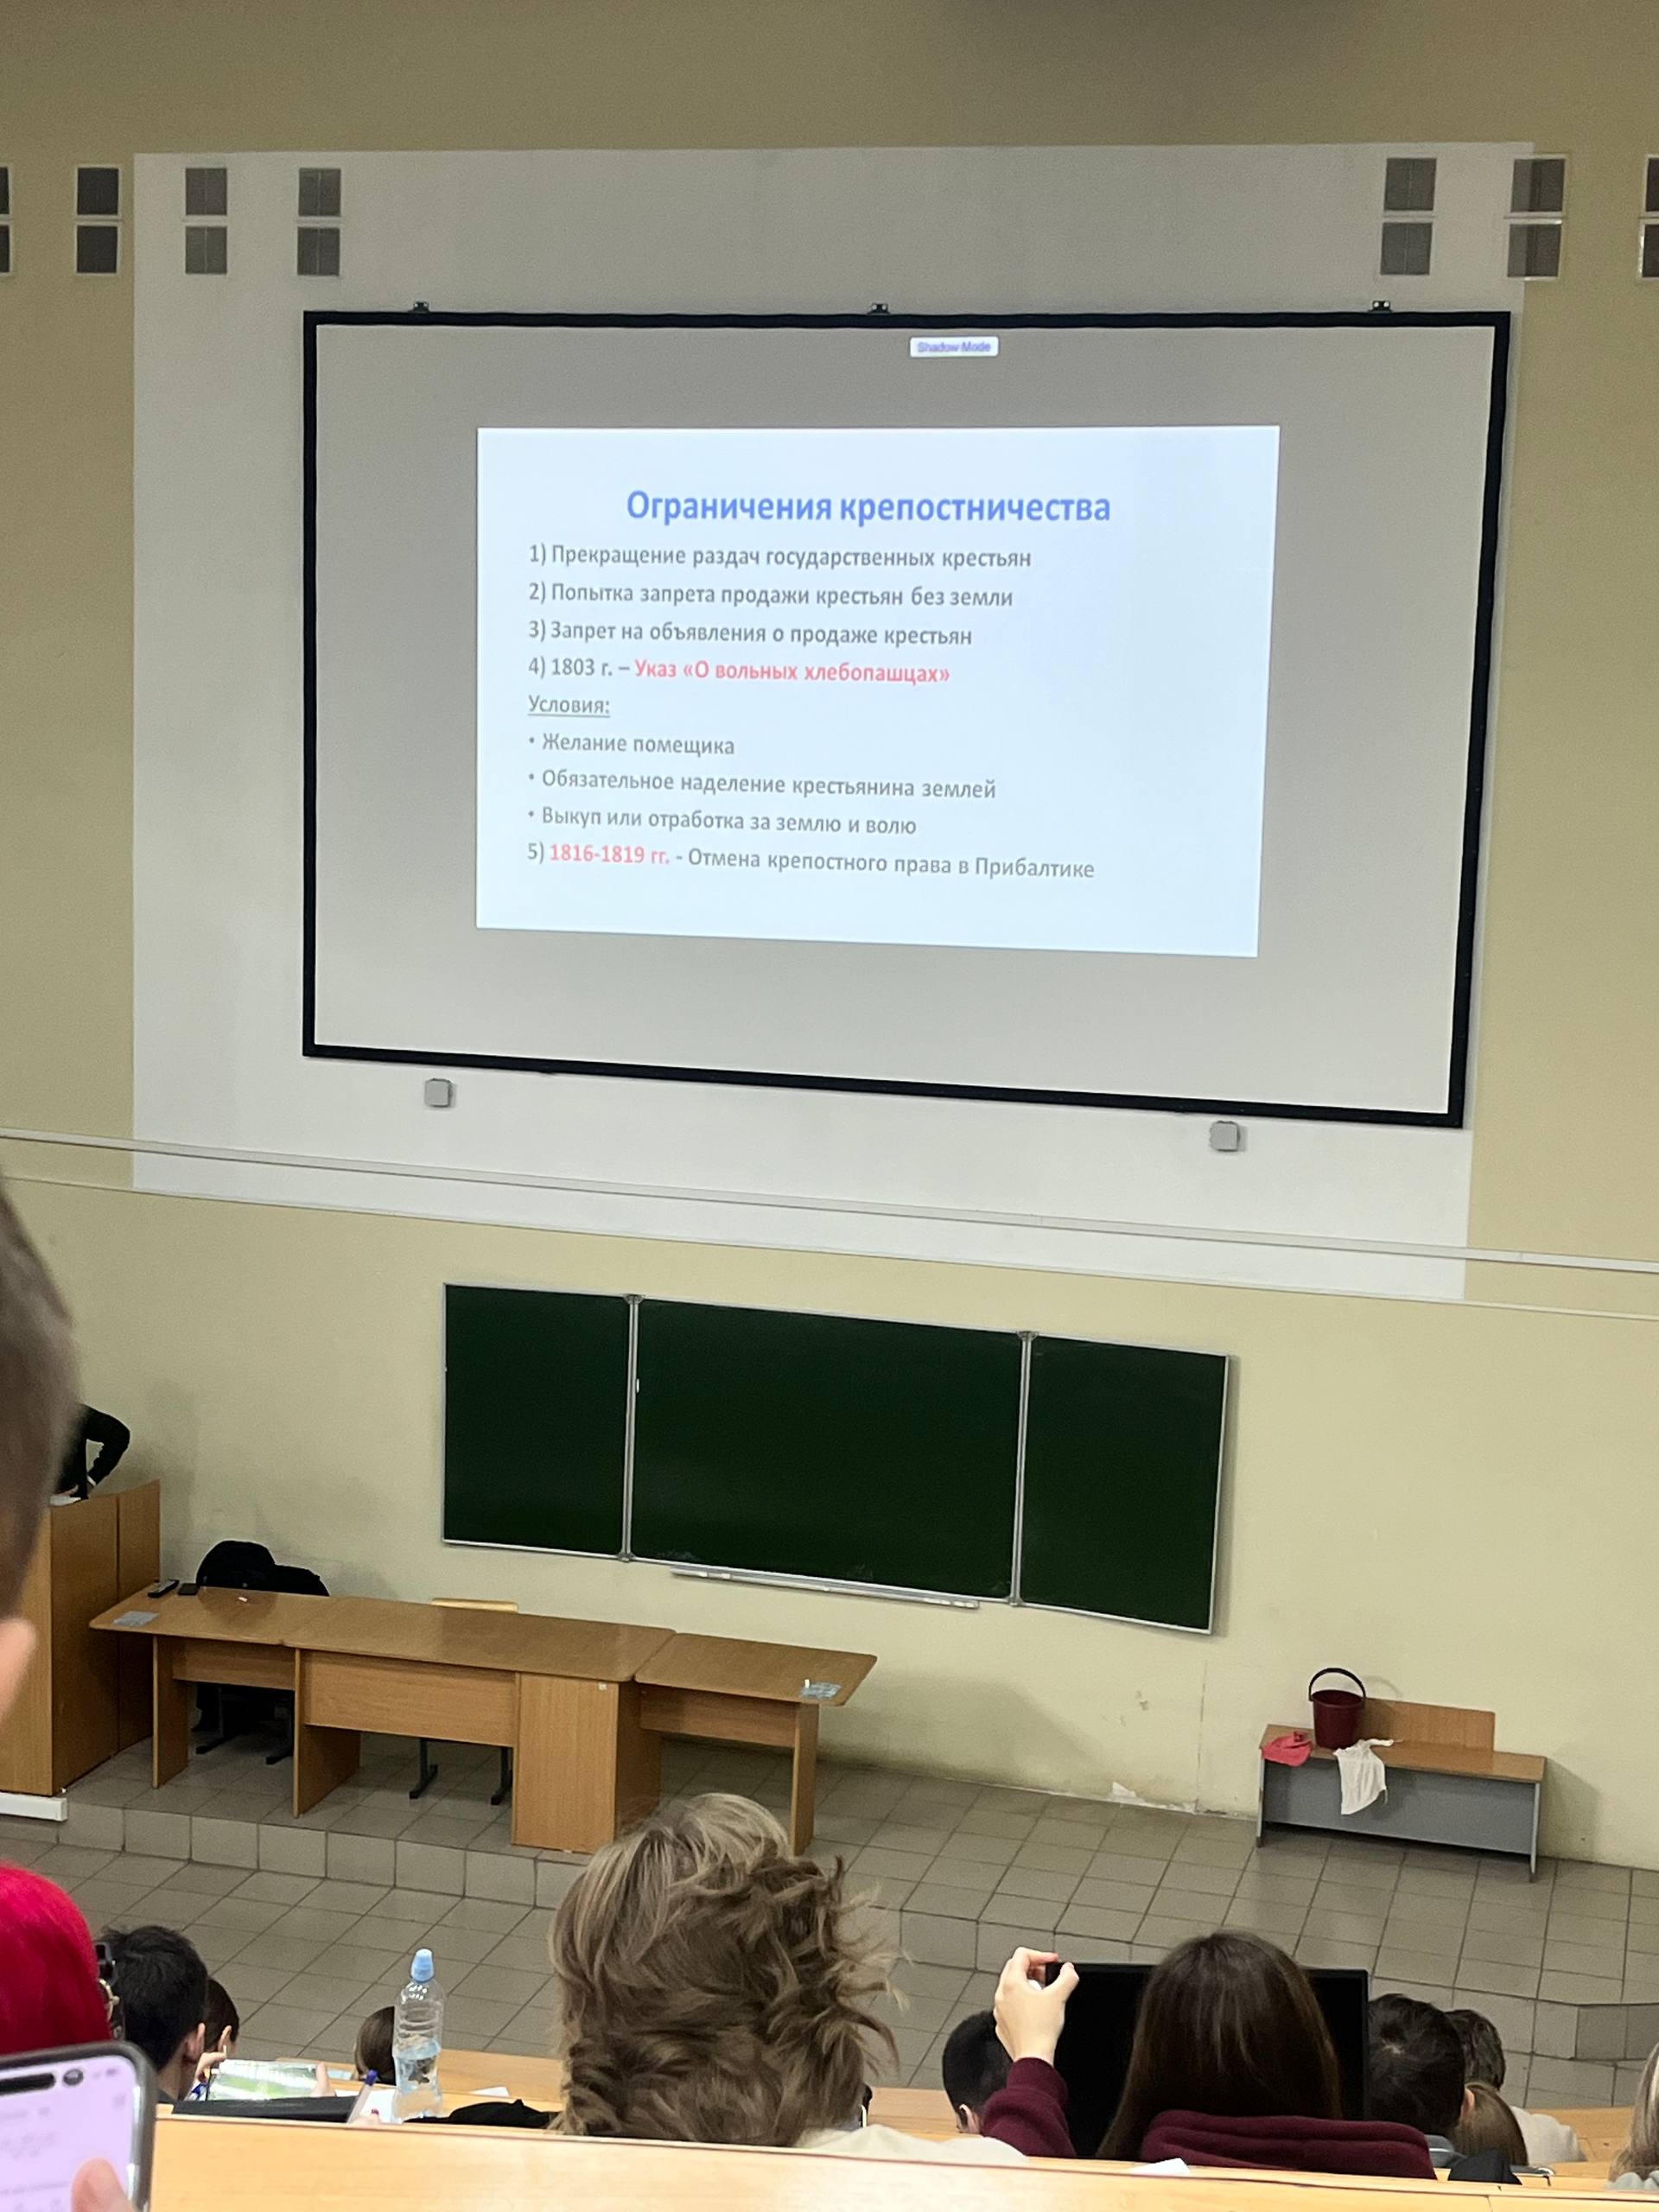 Shadow Mode
Ограничения крепостничества
1) Прекращение раздач государственных крестьян
2) Попытка запрета продажи крестьян без земли
3) Запрет на объявления о продаже крестьян
4) 1803 г. – Указ «О вольных хлебопашцах»
Условия:
• Желание помещика
• Обязательное наделение крестьянина землей
• Выкуп или отработка за землю и волю
5) 1816-1819 гг. - Отмена крепостного права в Прибалтике